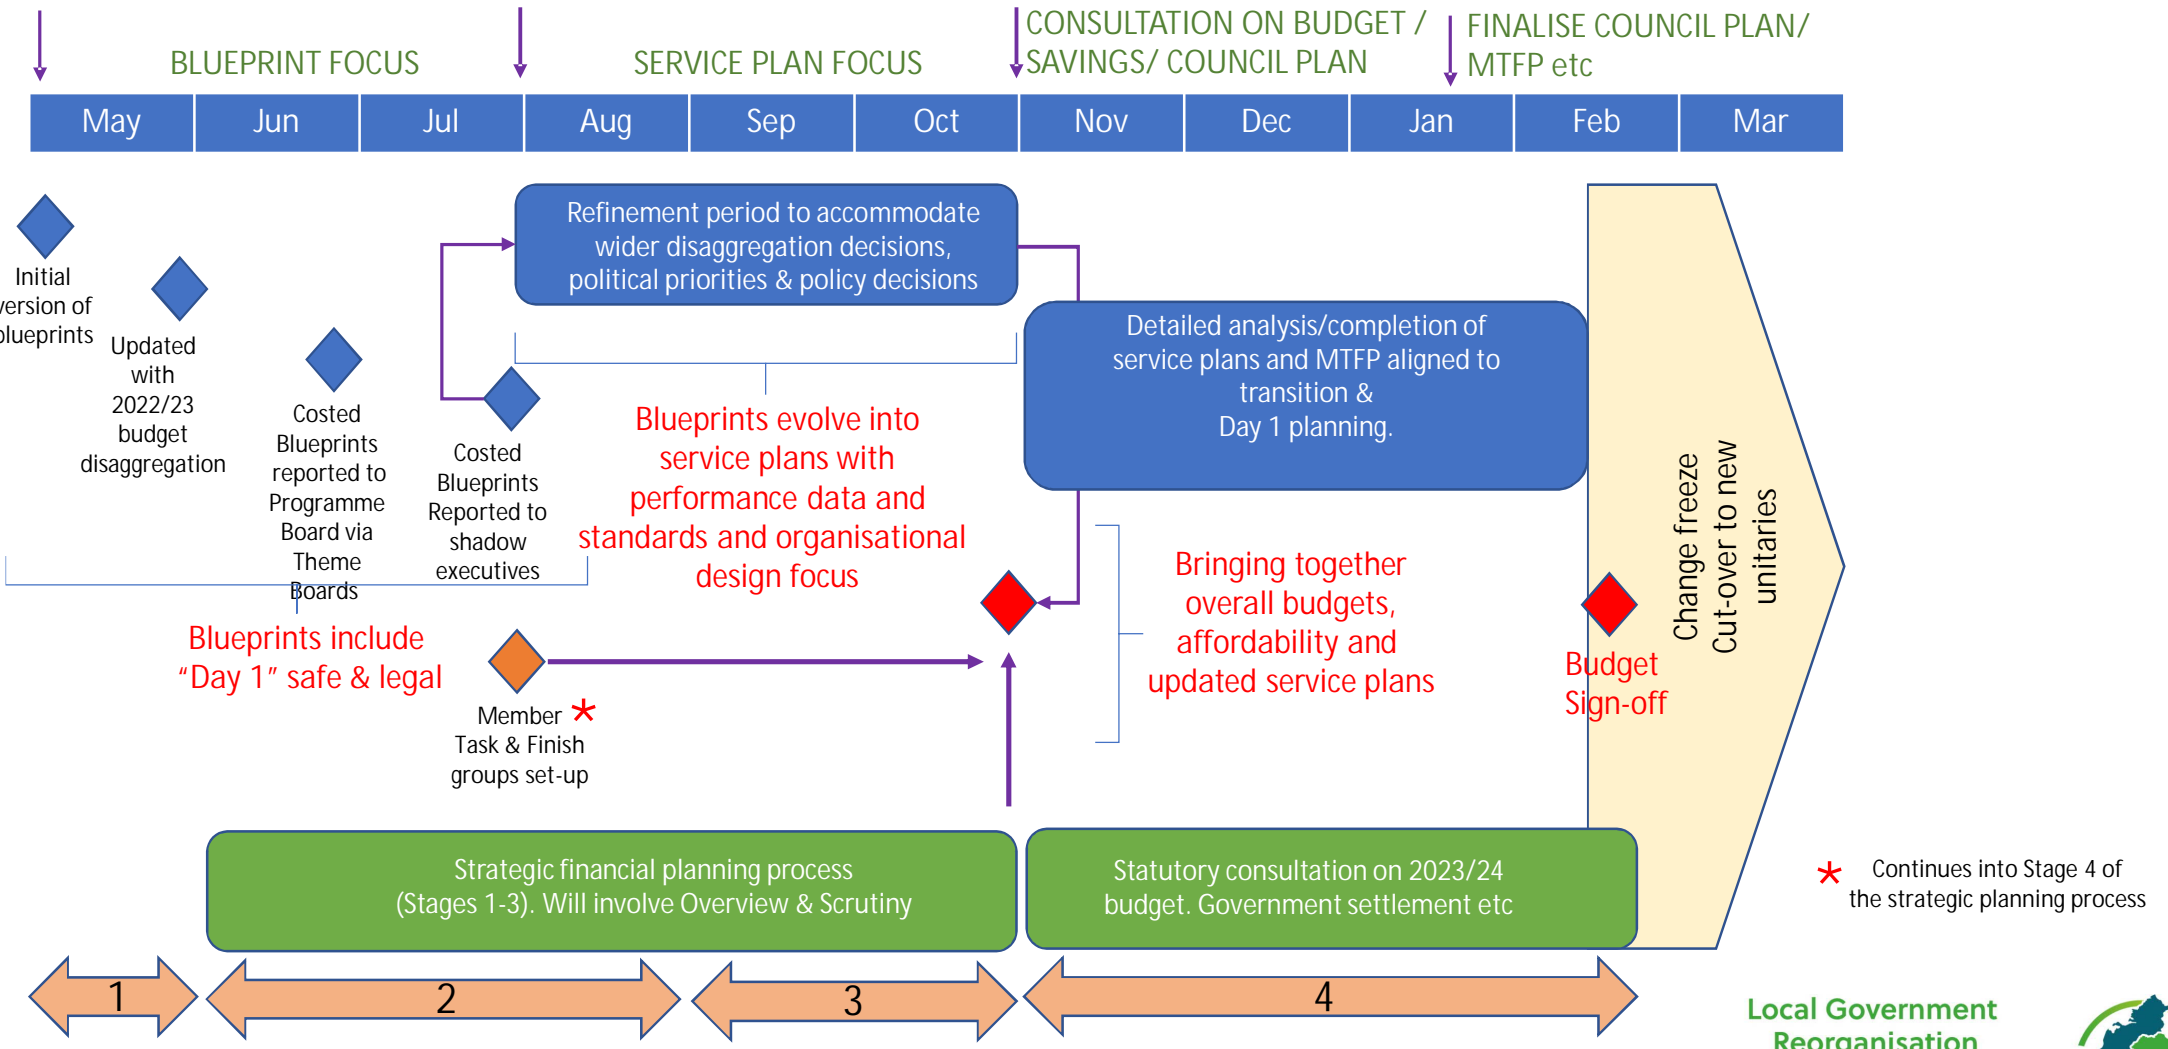 BLUEPRINT FOCUS
SERVICE PLAN FOCUS
CONSULTATION ON BUDGET /
SAVINGS/ COUNCIL PLAN
FINALISE COUNCIL PLAN/
MTFP etc
May
Jun
Jul
Aug
Sep
Oct
Nov
Dec
Jan
Feb
Mar
Initial
version of
blueprints
Updated
with
2022/23
budget
disaggregation
Costed
Blueprints
reported to
Programme
Board via
Theme
Boards
Costed
Blueprints
Reported to
shadow
executives
Refinement period to accommodate
wider disaggregation decisions,
political priorities & policy decisions
Detailed analysis/completion of
service plans and MTFP aligned to
transition &
Day 1 planning.
Blueprints evolve into
service plans with
performance data and
standards and organisational
design focus
Blueprints include
“Day 1” safe & legal
Member *
Task & Finish
groups set-up
Bringing together
overall budgets,
affordability and
updated service plans
Budget
Sign-off
Change freeze
Cut-over to new
unitaries
Strategic financial planning process
(Stages 1-3). Will involve Overview & Scrutiny
Statutory consultation on 2023/24
budget. Government settlement etc
* Continues into Stage 4 of
the strategic planning process
1
2
3
4
Local Government
Reorganisation